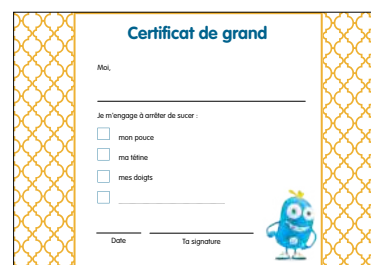 Certificat de grand
Moi,
Je m'engage à arrêter de sucer :
mon pouce
ma tétine
mes doigts
Date Ta signature